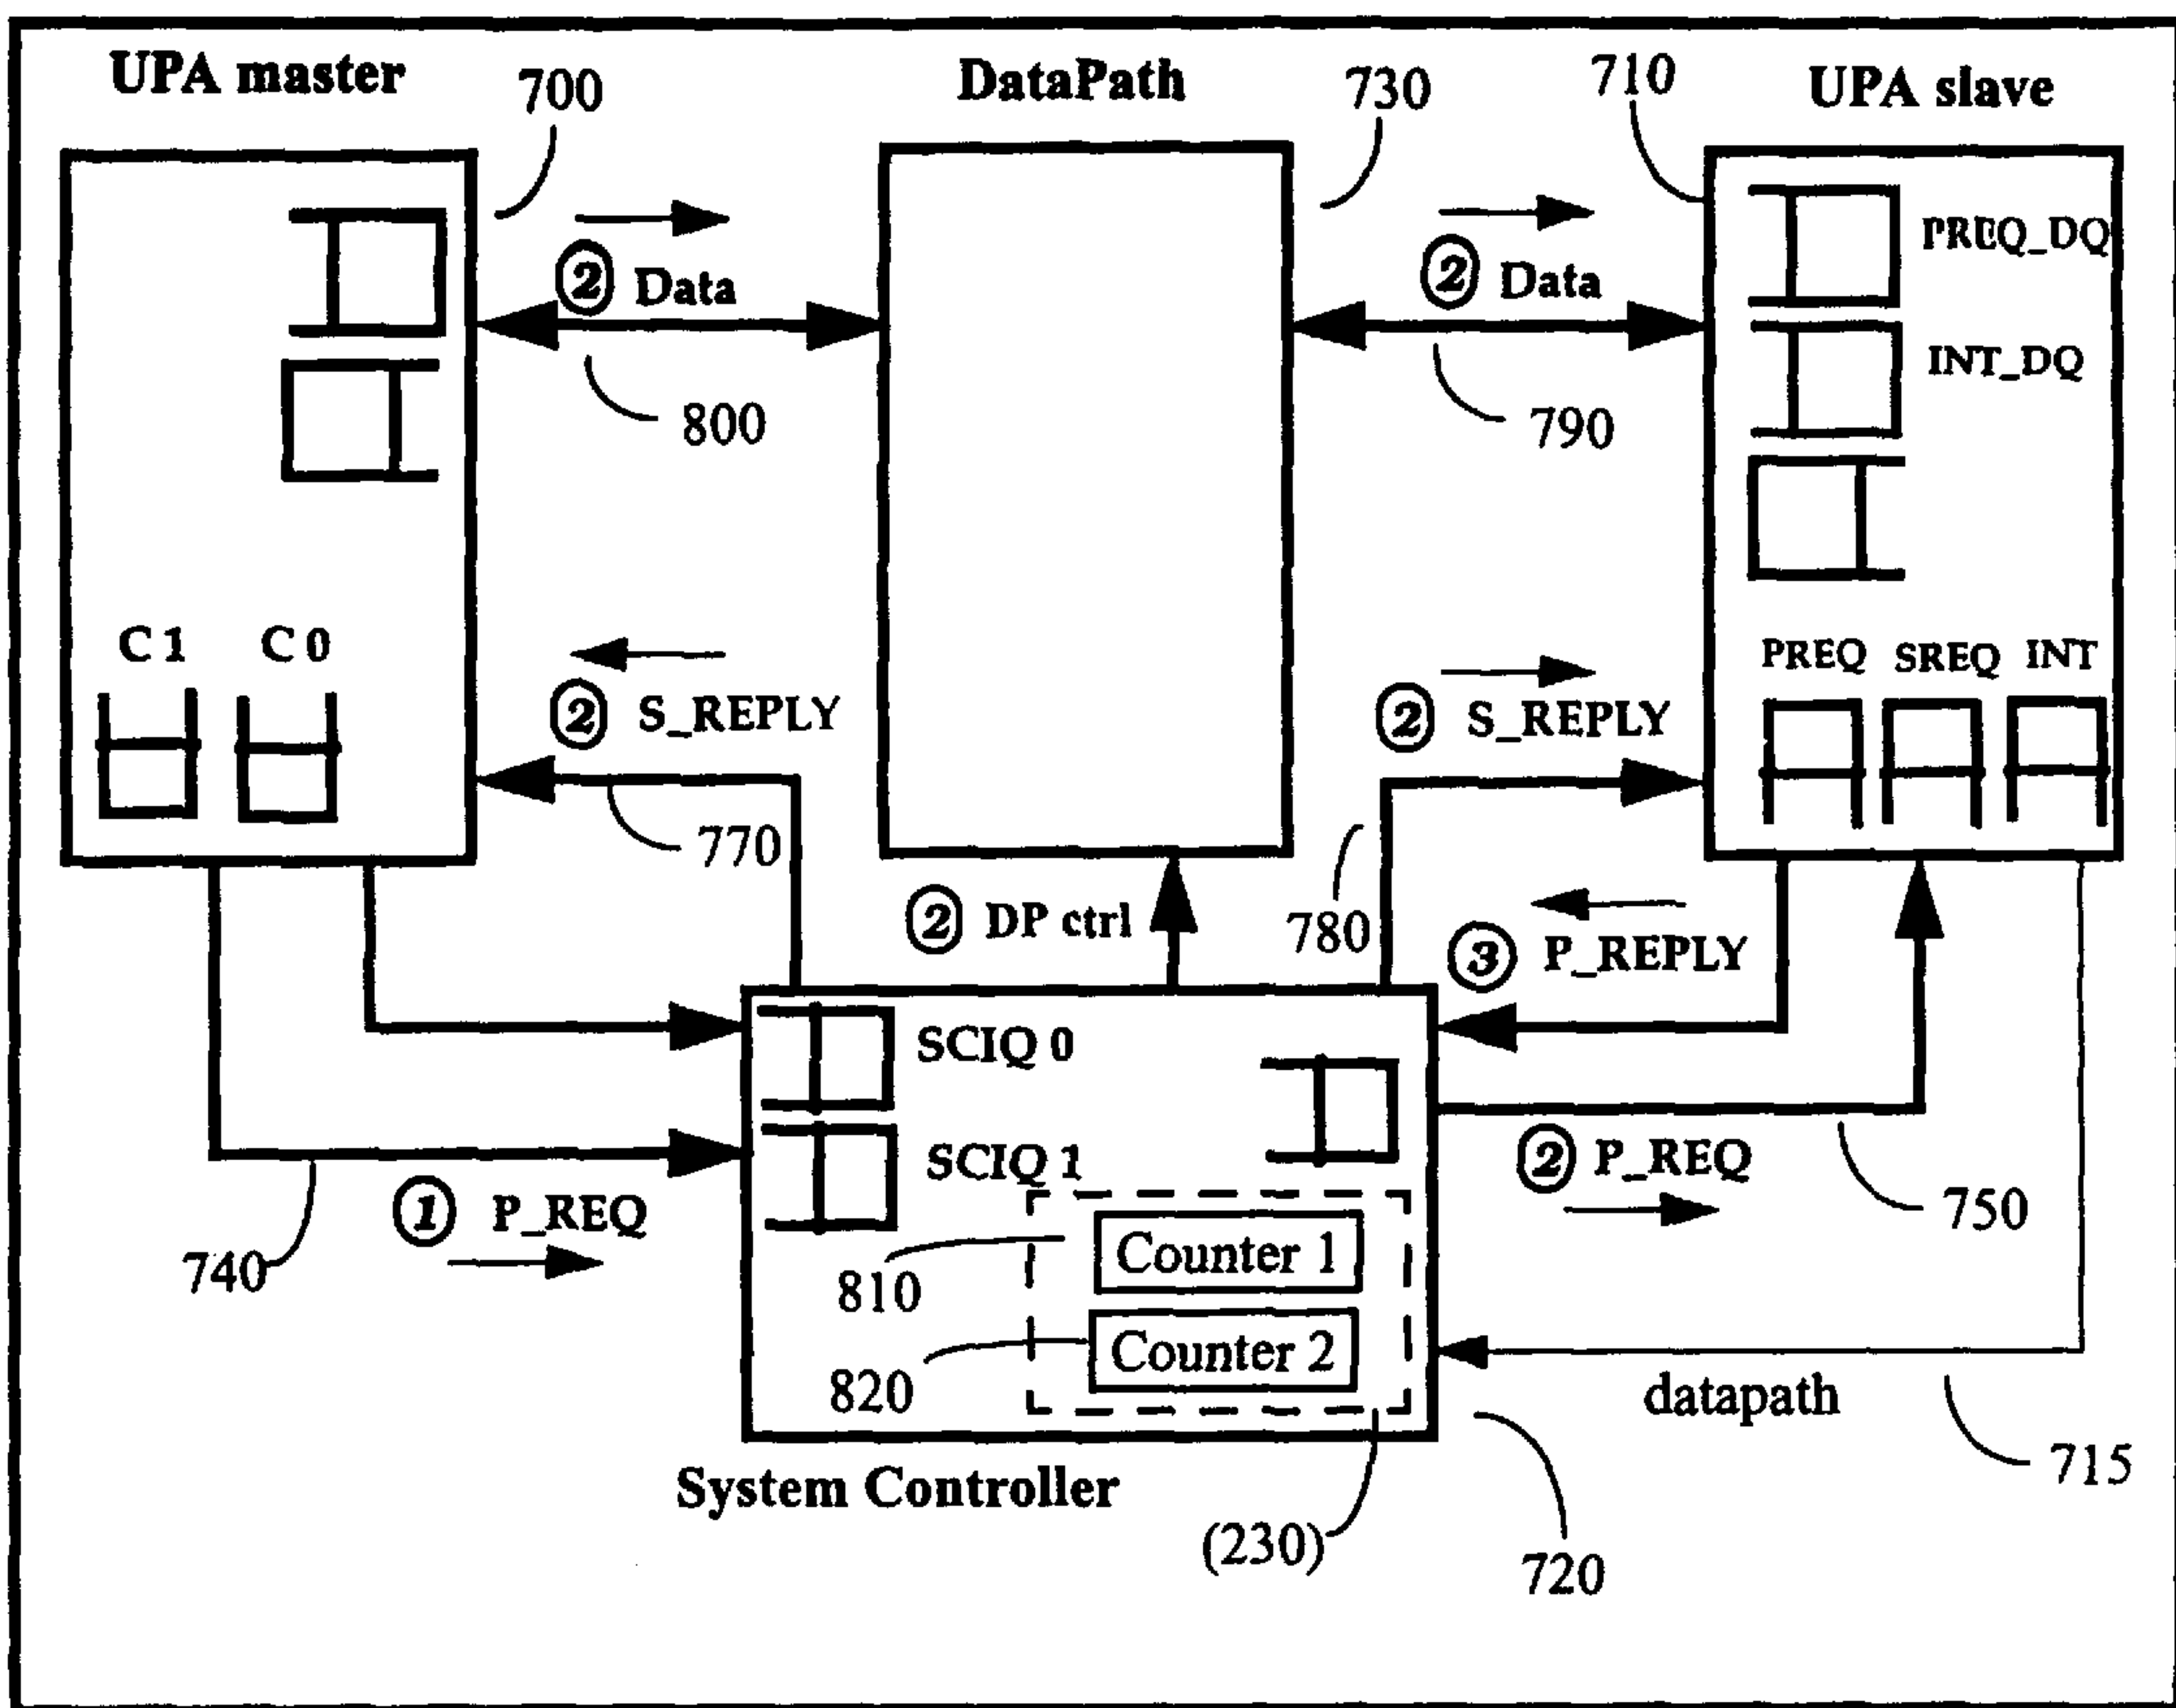 UPA master
700
DataPath
730
710
UPA slave
PREQ_DQ
② Data
② Data
INT_DQ
800
790
C 1
C 0
PREQ
SREQ
INT
② S_REPLY
② S_REPLY
770
② DP ctrl
780
③ P_REPLY
SCIQ 0
SCIQ 1
② P_REQ
① P_REQ
750
740
810
Counter 1
820
Counter 2
datapath
715
System Controller
(230)
720